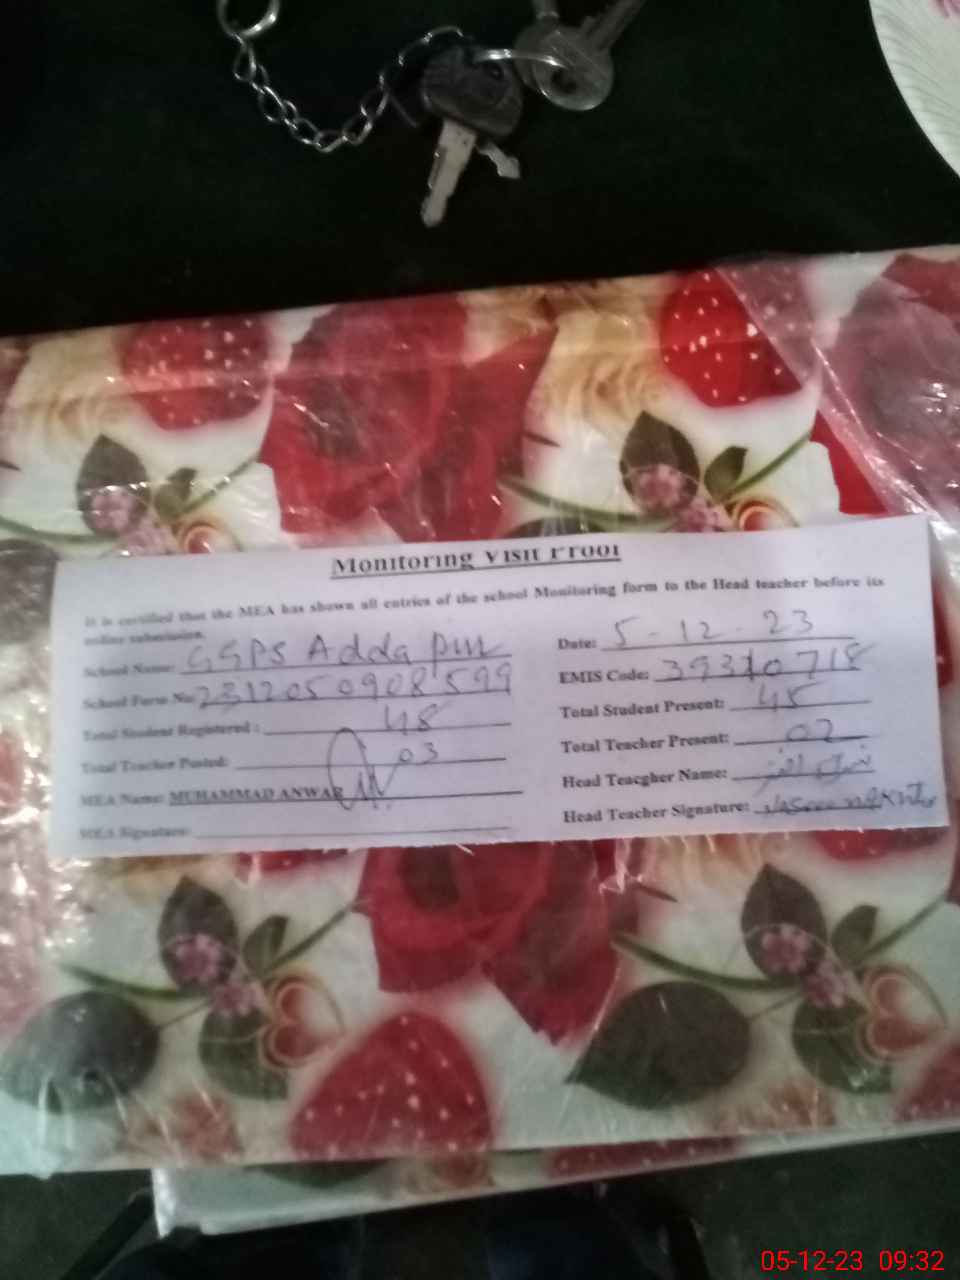 Monitoring Visit Proof
It is certified that the MEA has shown all entries of the school Monitoring form to the Head teacher before its
online submission.
School Name: GGPS Adda pur
Date: 5-12-23
School Form No: 2312050908599
EMIS Code: 39310718
Total Student Registered : 48
Total Student Present: 45
Total Teacher Posted: 03
Total Teacher Present: 02
MEA Name: MUHAMMAD ANWAR
Head Teacgher Name:
MEA Signature:
Head Teacher Signature:
05-12-23 09:32